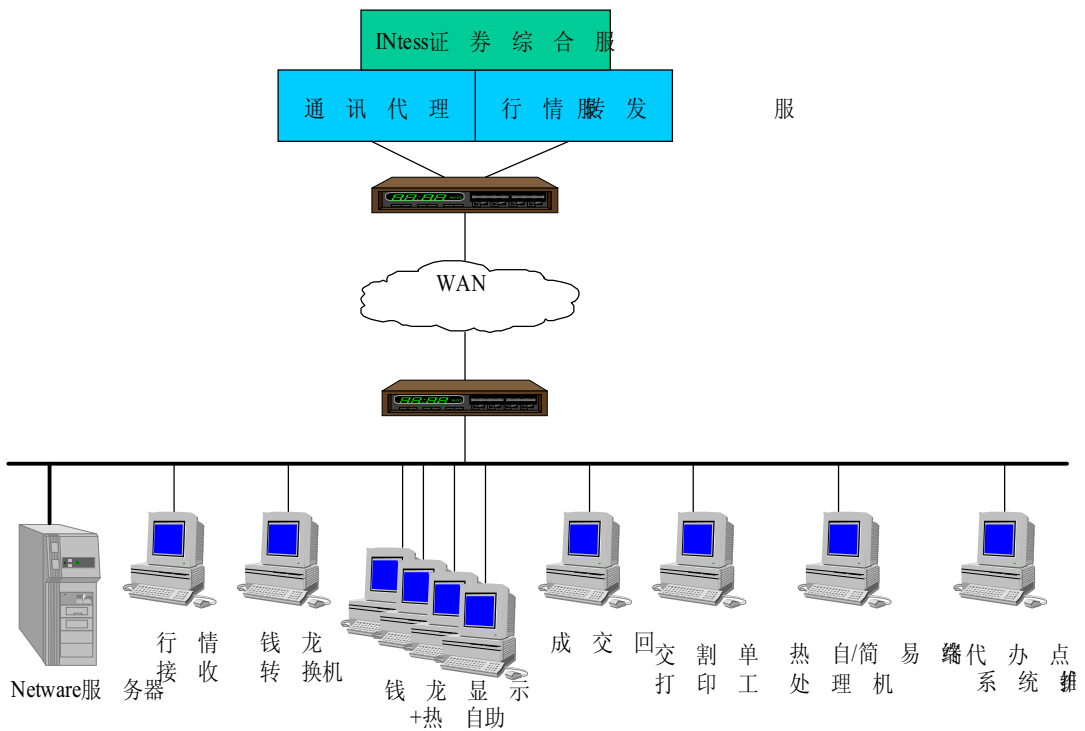 INtess证券综合服
通讯代理
行情 转发
服
WAN
Netware服务器
行情
接收
钱龙
转换机
钱龙显示
+热自助
成交回
交割单
打印工
热自/简易
处理机
代办点
系统